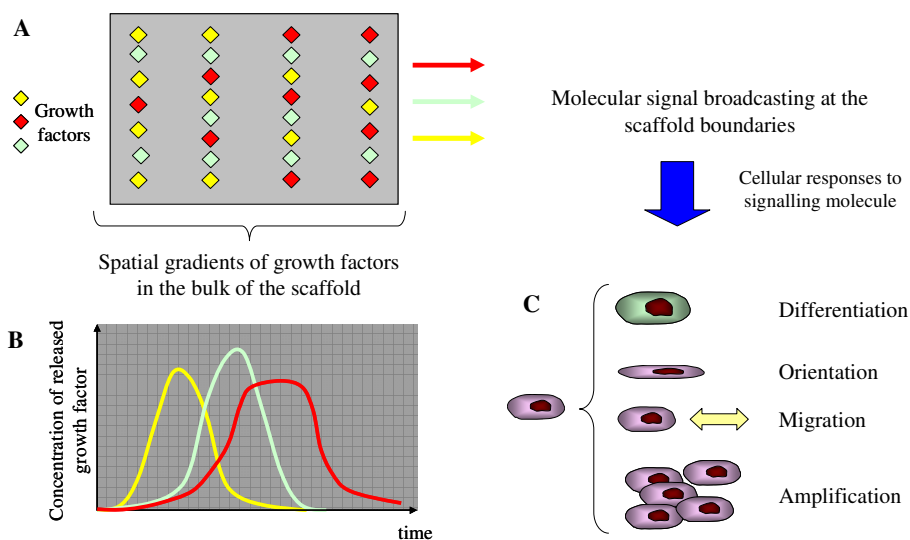 A
Growth
factors
Molecular signal broadcasting at the
scaffold boundaries
Cellular responses to
signalling molecule
Spatial gradients of growth factors
in the bulk of the scaffold
B
Concentration of released
growth factor
time
C
Differentiation
Orientation
Migration
Amplification